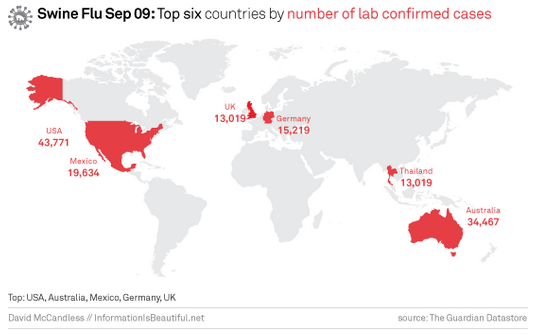 Swine Flu Sep 09: Top six countries by number of lab confirmed cases
UK
13,019
Germany
15,219
USA
43,771
Mexico
19,634
Thailand
13,019
Australia
34,467
Top: USA, Australia, Mexico, Germany, UK
David McCandless // InformationIsBeautiful.net
source: The Guardian Datastore